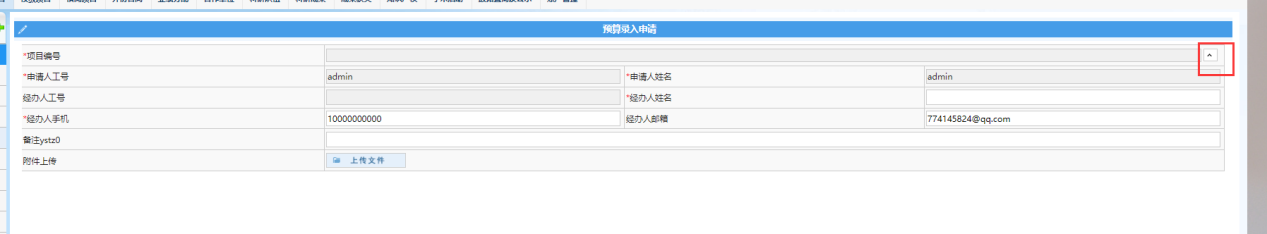 预算录入申请
*项目编号
*申请人工号 admin *申请人姓名 admin
经办人工号 *经办人姓名
*经办人手机 10000000000 经办人邮箱 774145824@qq.com
备注ystz0
附件上传 上传文件